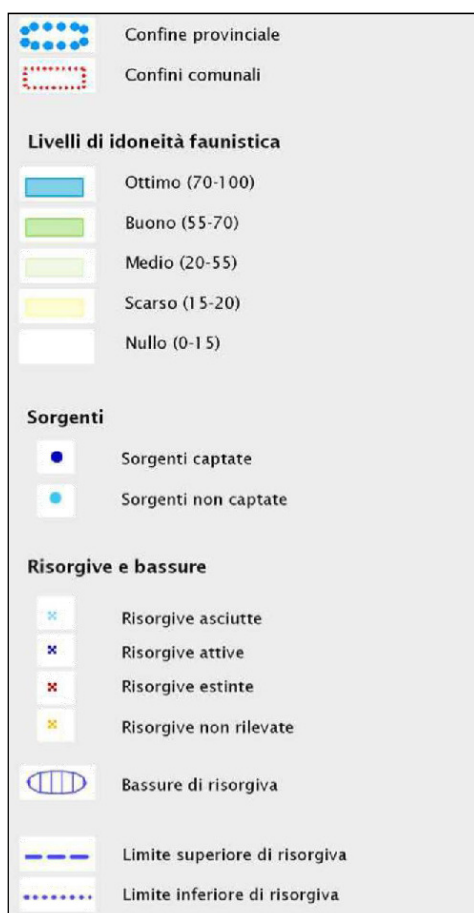 Confine provinciale
Confini comunali
Livelli di idoneità faunistica
Ottimo (70-100)
Buono (55-70)
Medio (20-55)
Scarso (15-20)
Nullo (0-15)
Sorgenti
Sorgenti captate
Sorgenti non captate
Risorgive e bassure
Risorgive asciutte
Risorgive attive
Risorgive estinte
Risorgive non rilevate
Bassure di risorgiva
Limite superiore di risorgiva
Limite inferiore di risorgiva